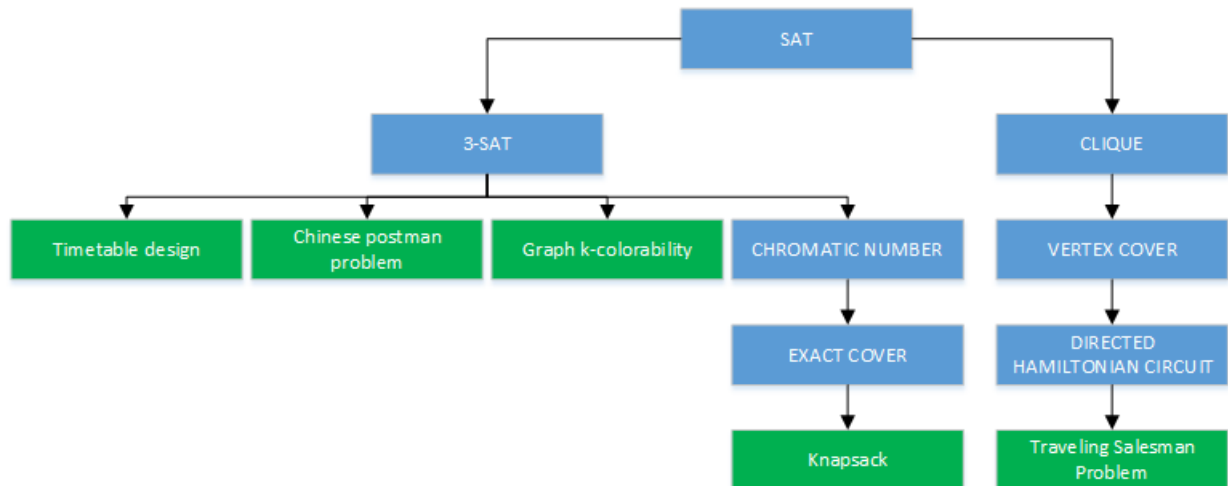 SAT
3-SAT
CLIQUE
Timetable design
Chinese postman
problem
Graph k-colorability
CHROMATIC NUMBER
VERTEX COVER
EXACT COVER
DIRECTED
HAMILTONIAN CIRCUIT
Knapsack
Traveling Salesman
Problem